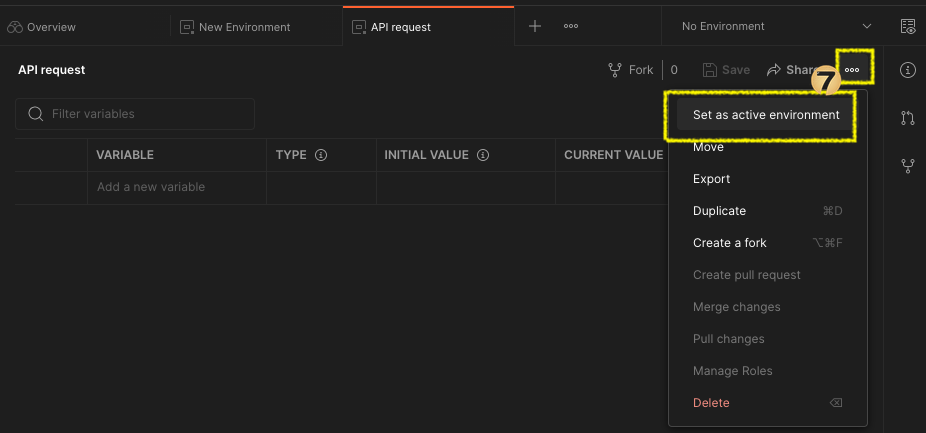 Overview
New Environment
API request
No Environment
API request
Fork
0
Save
Share
7
Filter variables
VARIABLE
TYPE
INITIAL VALUE
CURRENT VALUE
Add a new variable
Set as active environment
Move
Export
Duplicate ⌘D
Create a fork ⌥⌘F
Create pull request
Merge changes
Pull changes
Manage Roles
Delete